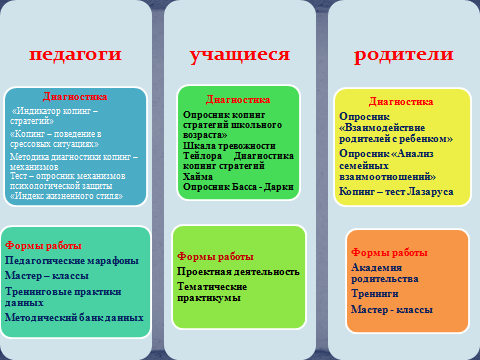 педагоги
Диагностика
«Индикатор копинг –
стратегий»
«Копинг – поведение в
срессовых ситуациях»
Методика диагностики копинг –
механизмов
Тест – опросник механизмов
психологической защиты
«Индекс жизненного стиля»
Формы работы
Педагогические марафоны
Мастер – классы
Тренинговые практики
данных
Методический банк данных
учащиеся
Диагностика
Опросник копинг
стратегий школьного
возраста»
Шкала тревожности
Тейлора Диагностика
копинг стратегий
Хайма
Опросник Басса - Дарки
Формы работы
Проектная деятельность
Тематические
практикумы
родители
Диагностика
Опросник
«Взаимодействие
родителей с ребенком»
Опросник «Анализ
семейных
взаимоотношений»
Копинг – тест Лазаруса
Формы работы
Академия
родительства
Тренинги
Мастер - классы